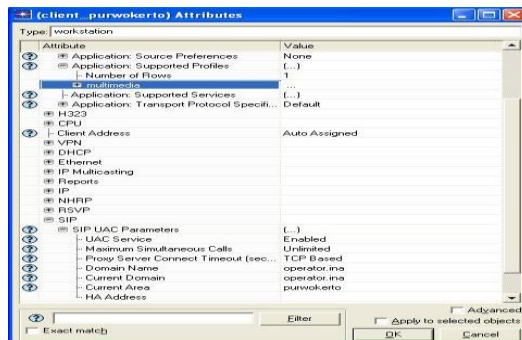 (client_purwokerto) Attributes
Type: workstation
Attribute Value
Application: Source Preferences None
Application: Supported Profiles (...)
Number of Rows 1
multimedia ...
Application: Supported Services (...)
Application: Transport Protocol Specifi... Default
H323
CPU
Client Address Auto Assigned
VPN
DHCP
Ethernet
IP Multicasting
Reports
IP
NHRP
RSVP
SIP
SIP UAC Parameters (...)
UAC Service Enabled
Maximum Simultaneous Calls Unlimited
Proxy Server Connect Timeout (sec... TCP Based
Domain Name operator.ina
Current Domain operator.ina
Current Area purwokerto
HA Address
Advanced
Filter
Apply to selected objects
Exact match
OK Cancel